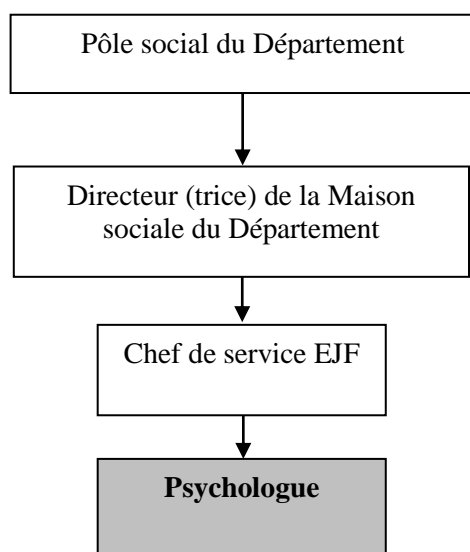 Pôle social du Département
Directeur (trice) de la Maison
sociale du Département
Chef de service EJF
Psychologue